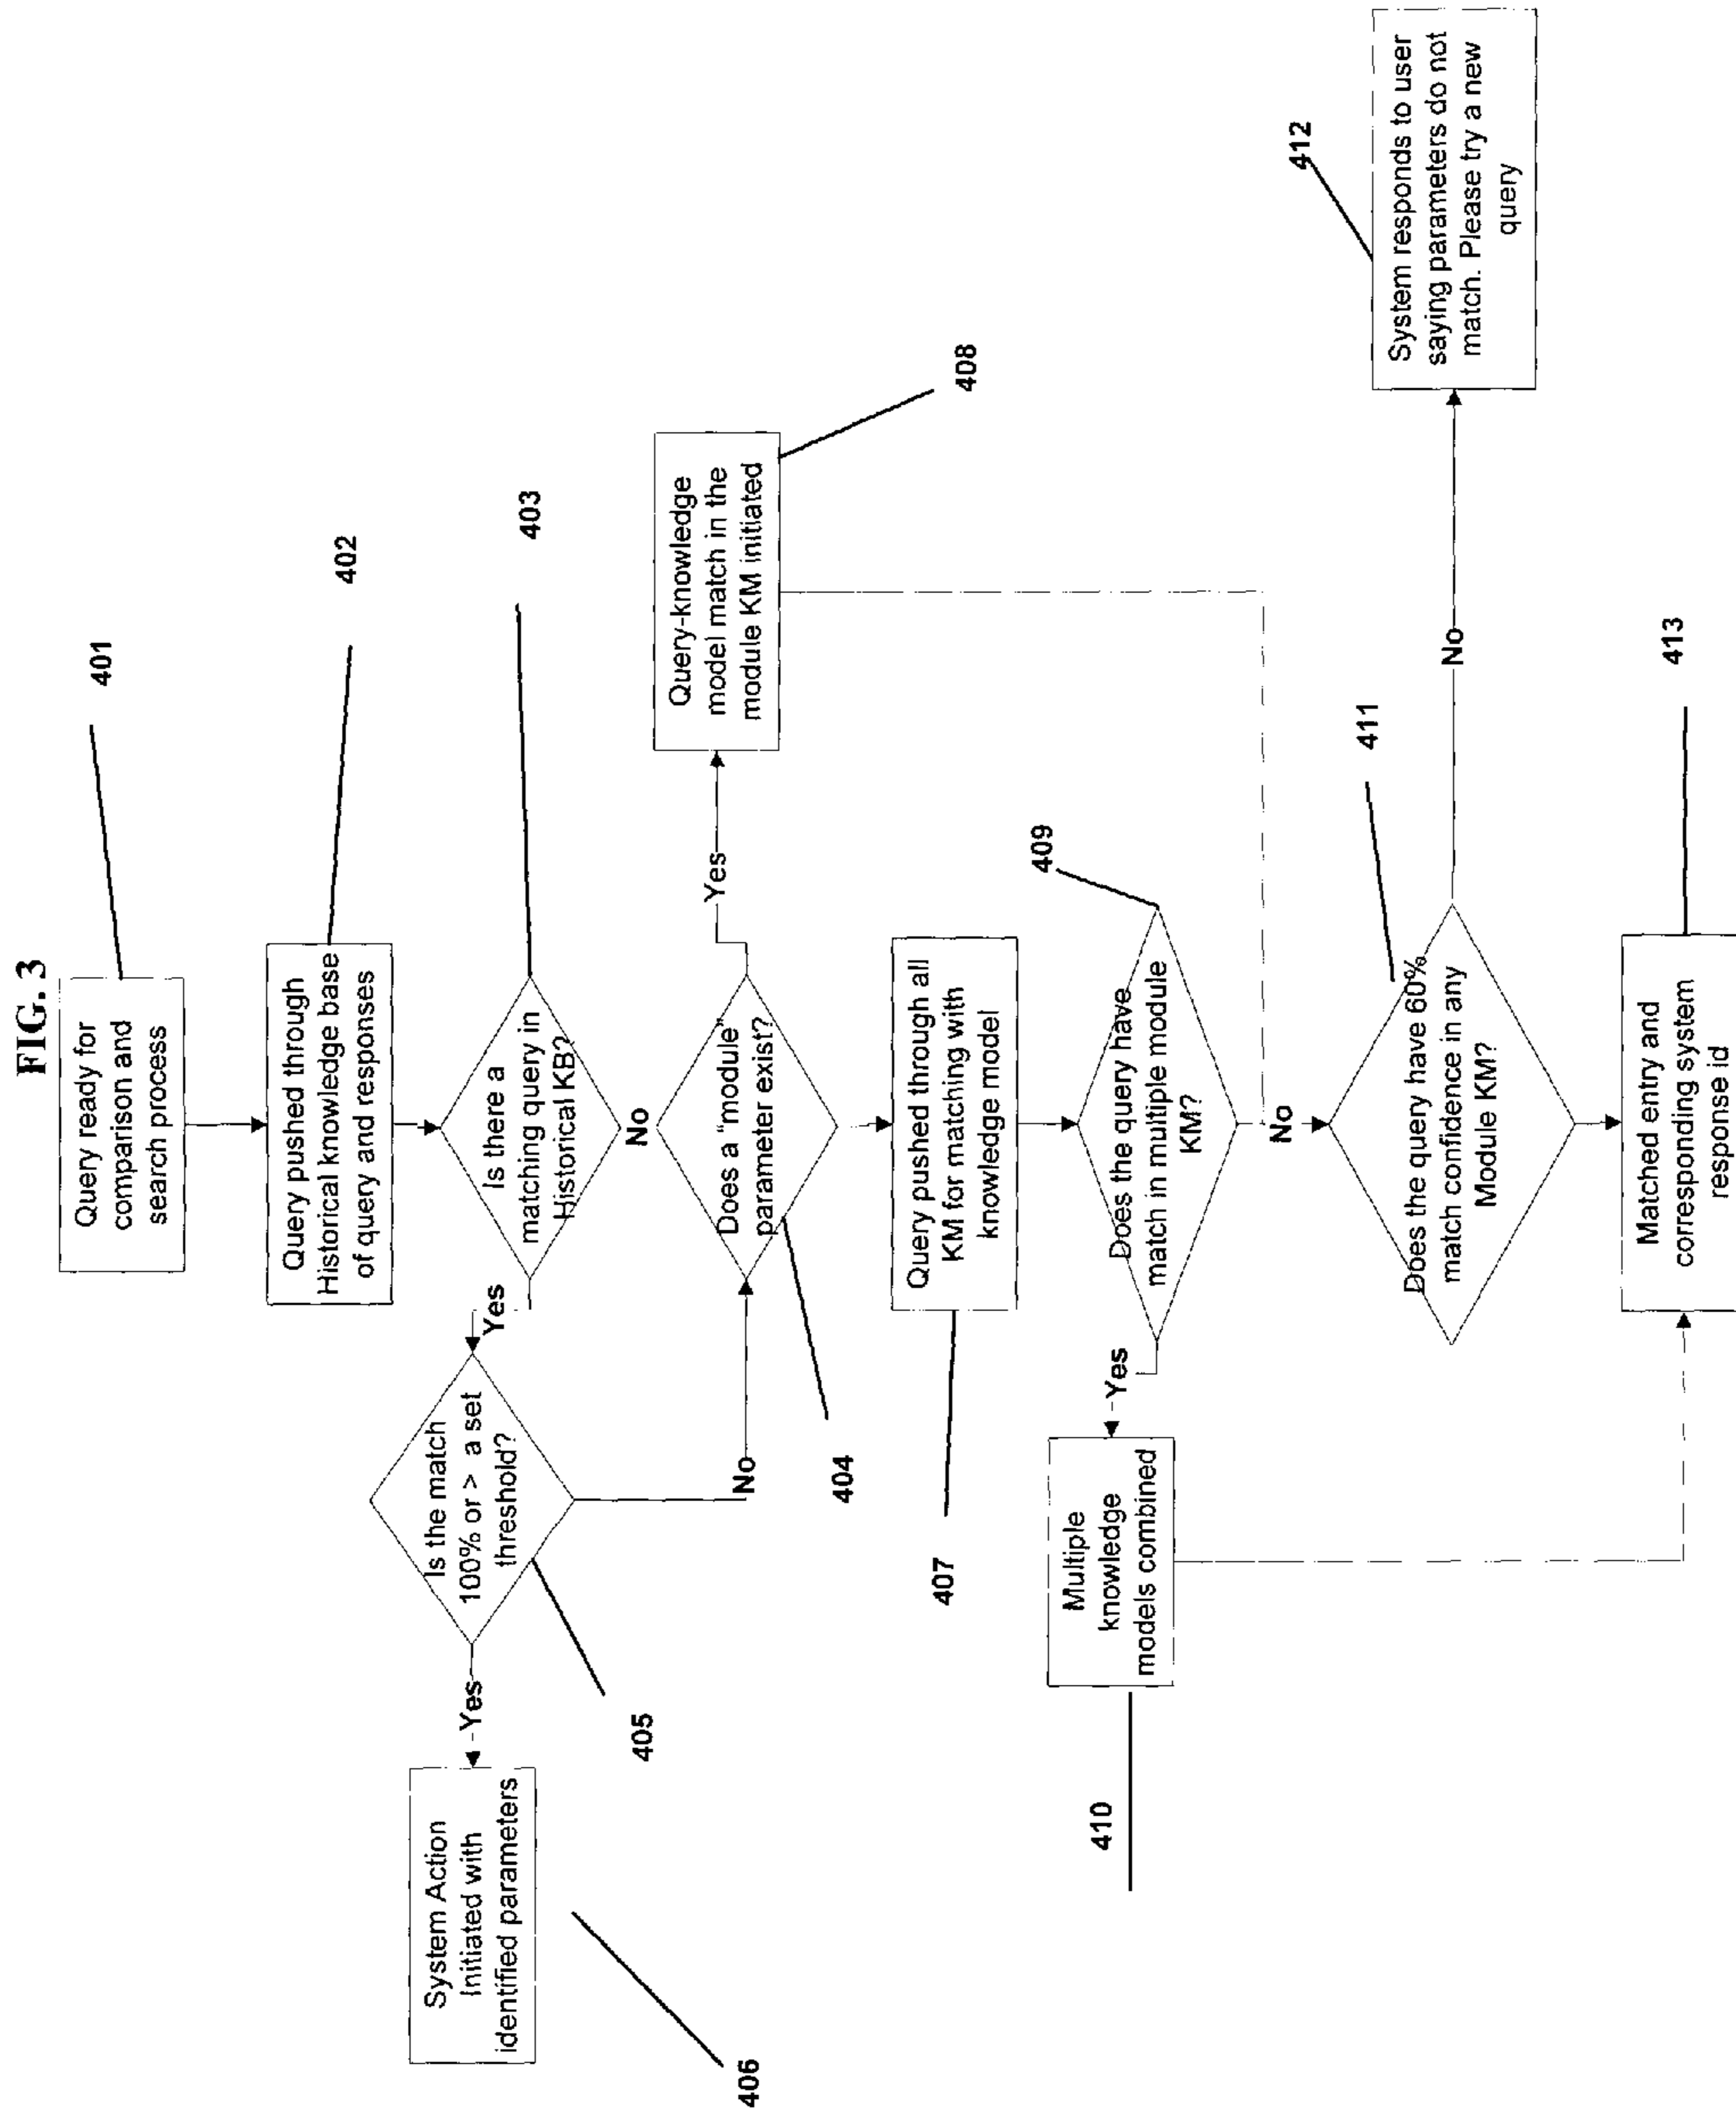 FIG. 3
Query ready for
comparison and
search process
401
Query pushed through
Historical knowledge base
of query and responses
402
Is there a
matching query in
Historical KB?
403
Yes
No
Is the match
100% or > a set
threshold?
405
Yes
No
System Action
Initiated with
identified parameters
406
Does a "module"
parameter exist?
404
Yes
Query-knowledge
model match in the
module KM initiated
408
Query pushed through all
KM for matching with
knowledge model
407
Does the query have
match in multiple module
KM?
409
Yes
No
Multiple
knowledge
models combined
410
Does the query have 60%
match confidence in any
Module KM?
411
No
System responds to user
saying parameters do not
match. Please try a new
query
412
Matched entry and
corresponding system
response id
413